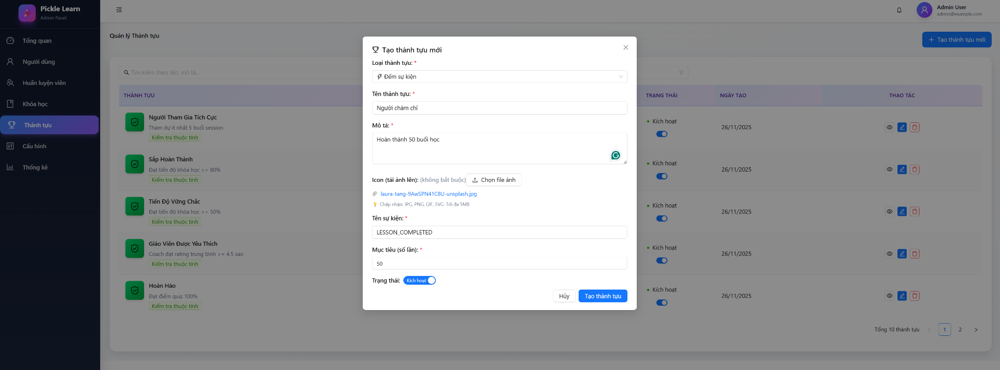 Pickle Learn
Admin Panel
Tổng quan
Người dùng
Huấn luyện viên
Khóa học
Thành tựu
Cấu hình
Thống kê
Admin User
admin@example.com
Quản lý Thành tựu
+ Tạo thành tựu mới
Tìm kiếm theo tên, mô tả...
THÀNH TỰU
TRẠNG THÁI
NGÀY TẠO
THAO TÁC
Người Tham Gia Tích Cực
Tham dự ít nhất 5 buổi session
Kiểm tra thuộc tính
Kích hoạt
26/11/2025
Sắp Hoàn Thành
Đạt tiến độ khóa học >= 80%
Kiểm tra thuộc tính
Kích hoạt
26/11/2025
Tiến Độ Vững Chắc
Đạt tiến độ khóa học >= 50%
Kiểm tra thuộc tính
Kích hoạt
26/11/2025
Giáo Viên Được Yêu Thích
Coach đạt rating trung bình >= 4.5 sao
Kiểm tra thuộc tính
Kích hoạt
26/11/2025
Hoàn Hảo
Đạt điểm quiz 100%
Kiểm tra thuộc tính
Kích hoạt
26/11/2025
Tổng 10 thành tựu
1
2
Tạo thành tựu mới
Loại thành tựu: *
Đếm sự kiện
Tên thành tựu: *
Người chăm chỉ
Mô tả: *
Hoàn thành 50 buổi học
Icon (tải ảnh lên): (không bắt buộc)
Chọn file ảnh
laura-tang-9AwSPN41C8U-unsplash.jpg
Chấp nhận: JPG, PNG, GIF, SVG. Tối đa 5MB
Tên sự kiện: *
LESSON_COMPLETED
Mục tiêu (số lần): *
50
Trạng thái: Kích hoạt
Hủy
Tạo thành tựu